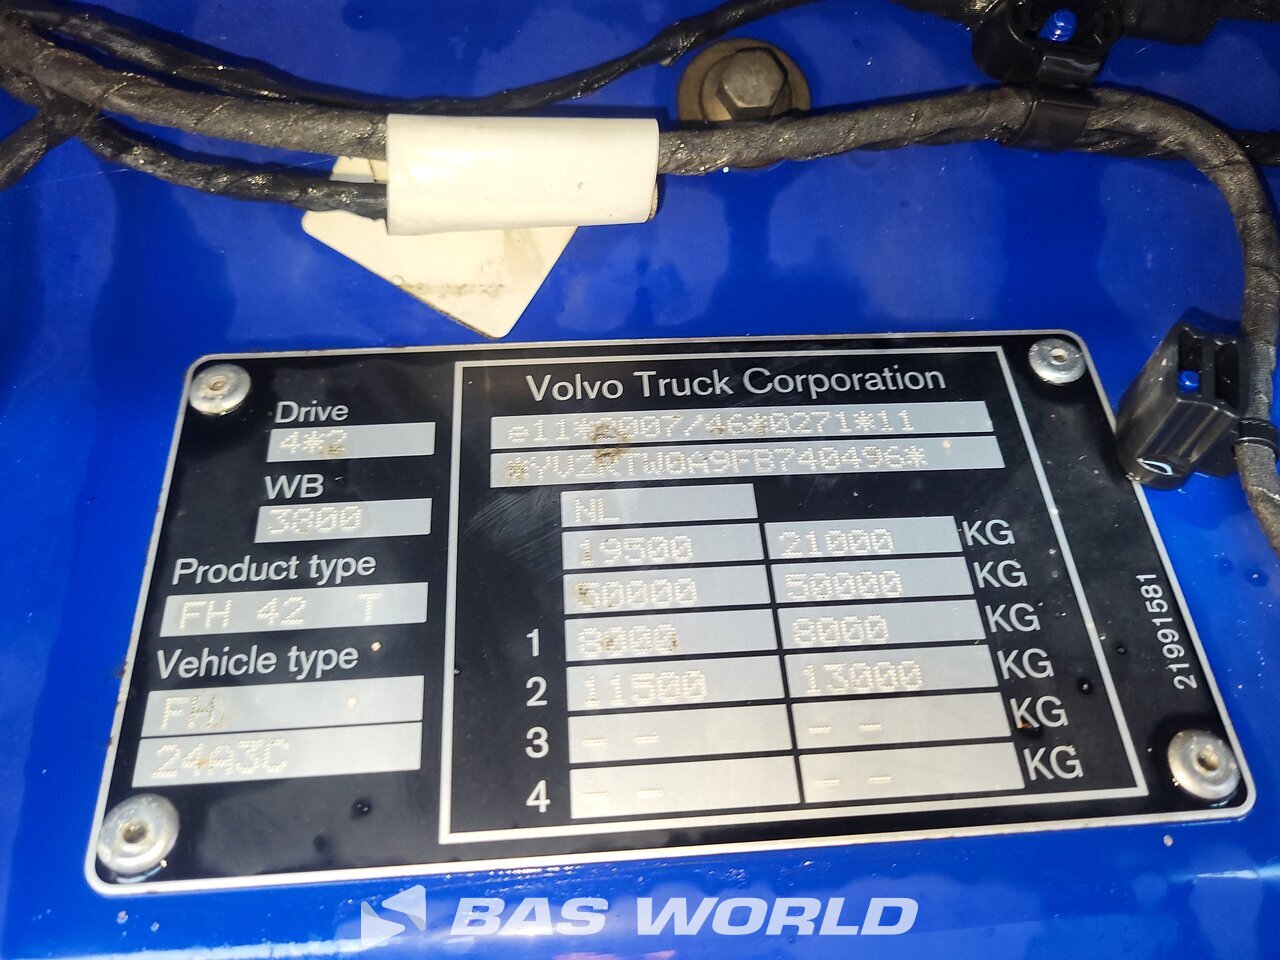 Volvo Truck Corporation
Drive
4*2
WB
3800
Product type
FH 42 T
Vehicle type
24A3C
e11*2007/46*0271*11
*YV2RTW0A9FB740496*
NL
19500 21000 KG
50000 50000 KG
1 8000 8000 KG
2 11500 13000 KG
3 -- -- KG
4 -- -- KG
21991581
BAS WORLD